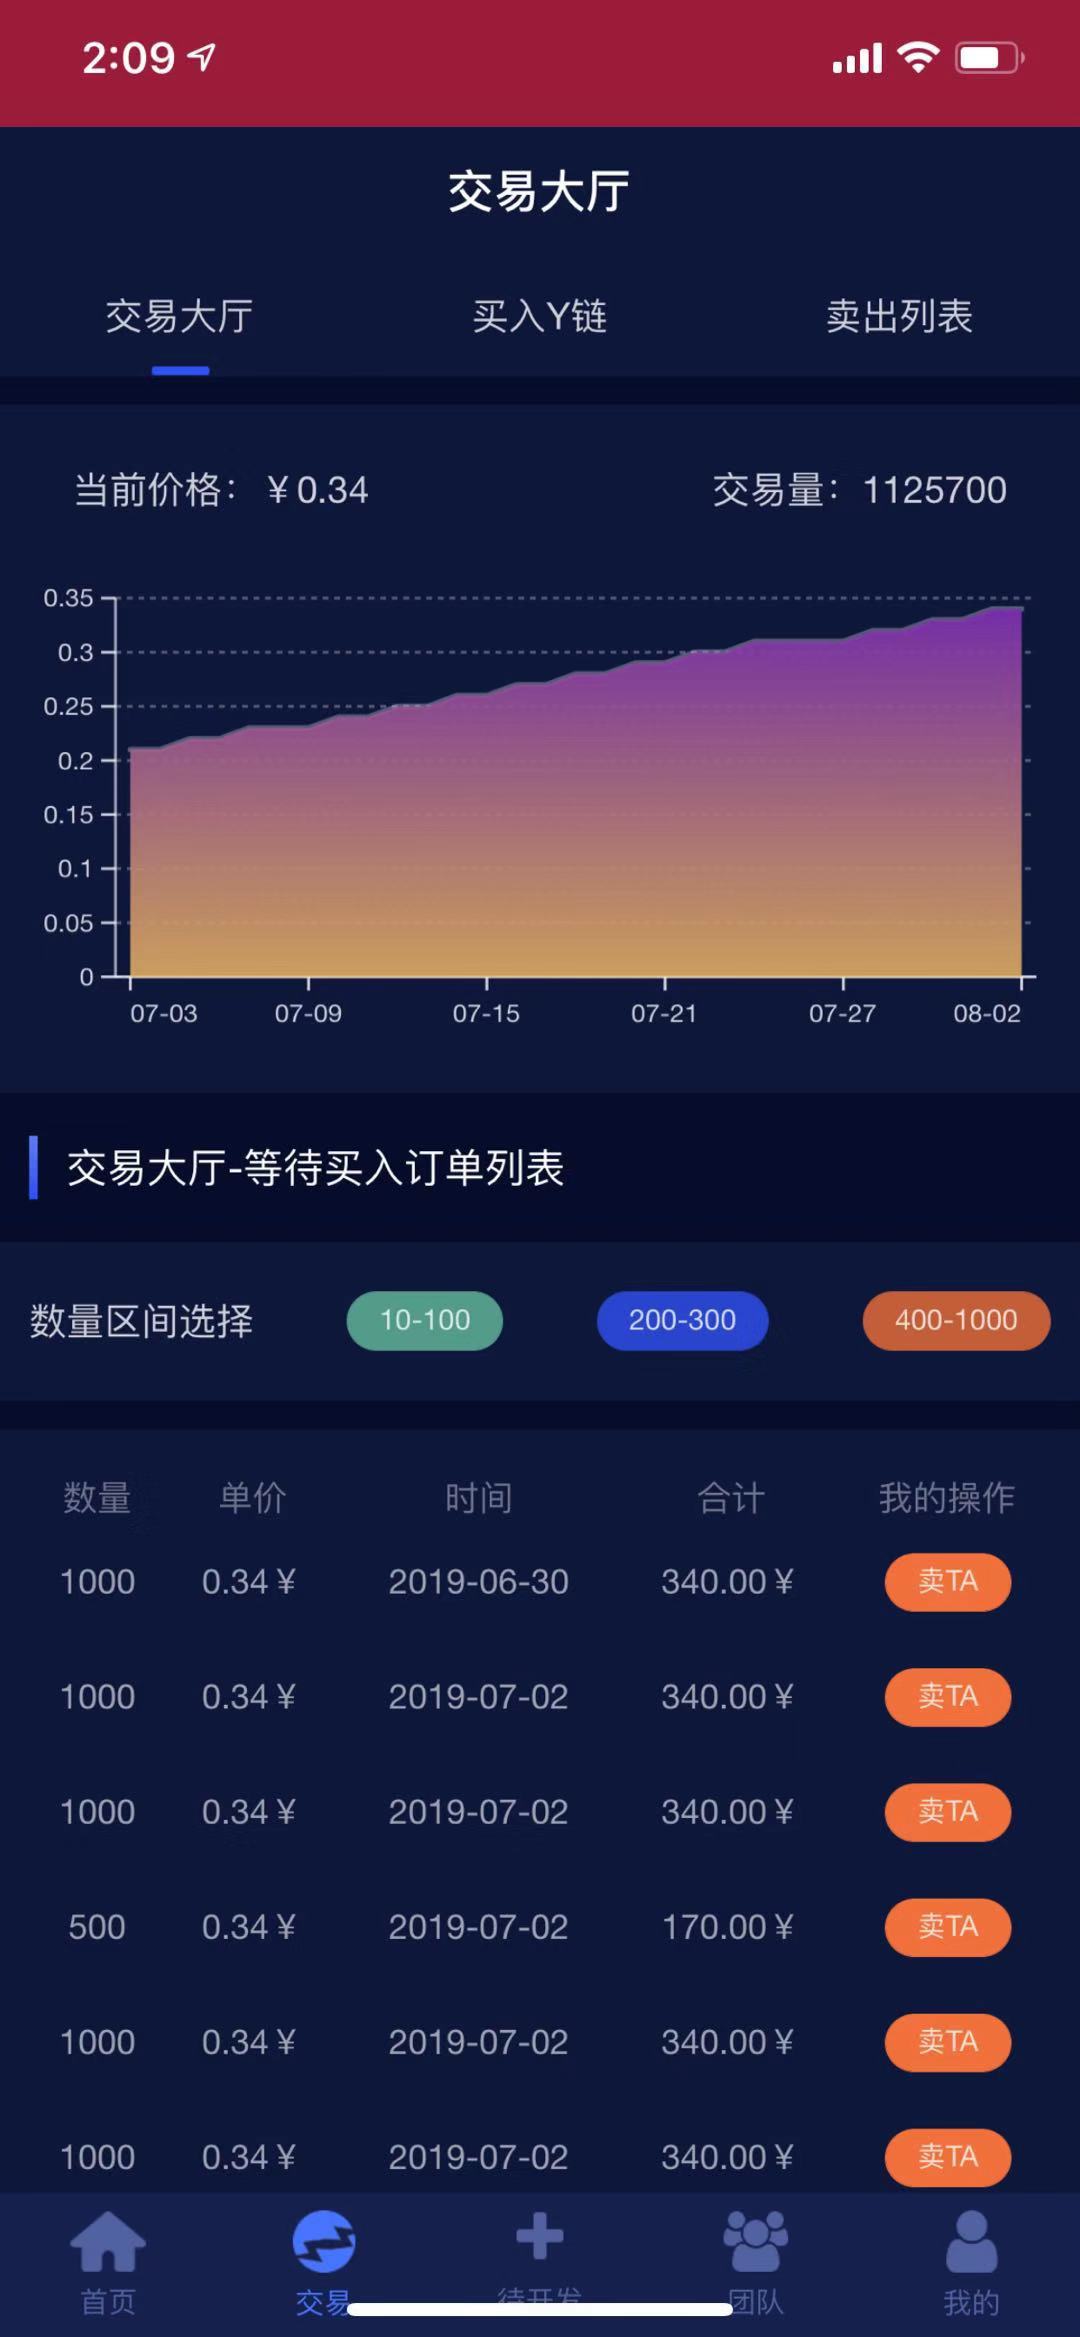 2:09
交易大厅
交易大厅 买入Y链 卖出列表
当前价格：￥0.34 交易量：1125700
0.35
0.3
0.25
0.2
0.15
0.1
0.05
0
07-03 07-09 07-15 07-21 07-27 08-02
交易大厅-等待买入订单列表
数量区间选择 10-100 200-300 400-1000
数量 单价 时间 合计 我的操作
1000 0.34￥ 2019-06-30 340.00￥ 卖TA
1000 0.34￥ 2019-07-02 340.00￥ 卖TA
1000 0.34￥ 2019-07-02 340.00￥ 卖TA
500 0.34￥ 2019-07-02 170.00￥ 卖TA
1000 0.34￥ 2019-07-02 340.00￥ 卖TA
1000 0.34￥ 2019-07-02 340.00￥ 卖TA
首页 交易 待开发 团队 我的